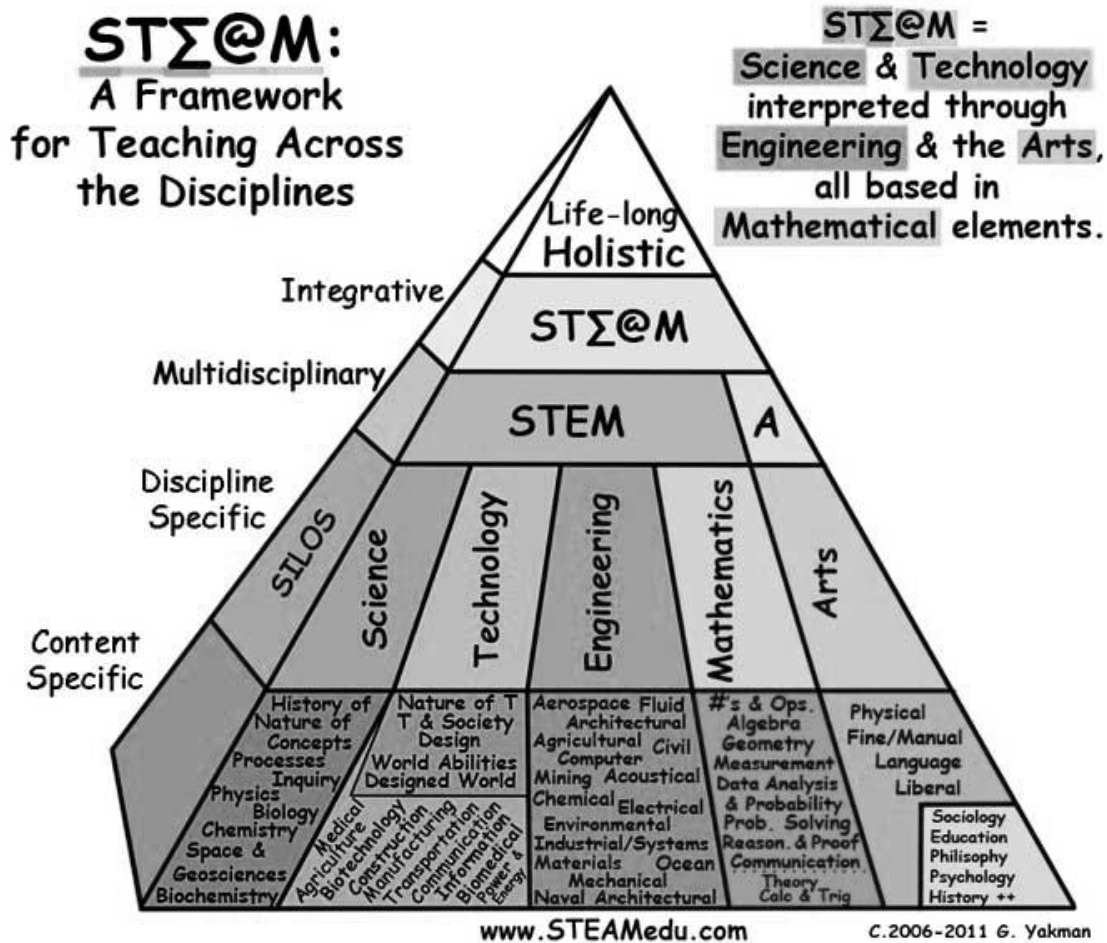 STΣ@M:
A Framework
for Teaching Across
the Disciplines
STΣ@M =
Science & Technology
interpreted through
Engineering & the Arts,
all based in
Mathematical elements.
Life-long
Holistic
Integrative
STΣ@M
Multidisciplinary
STEM
A
Discipline
Specific
SILOS
Science
Technology
Engineering
Mathematics
Arts
Content
Specific
History of
Nature of
Concepts
Processes
Inquiry
Physics
Biology
Chemistry
Space &
Geosciences
Biochemistry
Nature of T
T & Society
Design
World Abilities
Designed World
Medical
Agriculture
Biotechnology
Construction
Manufacturing
Transportation
Communication
Information
Biomedical
Power &
Energy
Aerospace Fluid
Architectural
Agricultural Civil
Computer
Mining Acoustical
Chemical Electrical
Environmental
Industrial/Systems
Materials Ocean
Mechanical
Naval Architectural
#'s & Ops.
Algebra
Geometry
Measurement
Data Analysis
& Probability
Prob. Solving
Reason. & Proof
Communication
Theory
Calc & Trig
Physical
Fine/Manual
Language
Liberal
Sociology
Education
Philisophy
Psychology
History ++
www.STEAMedu.com
C.2006-2011 G. Yakman